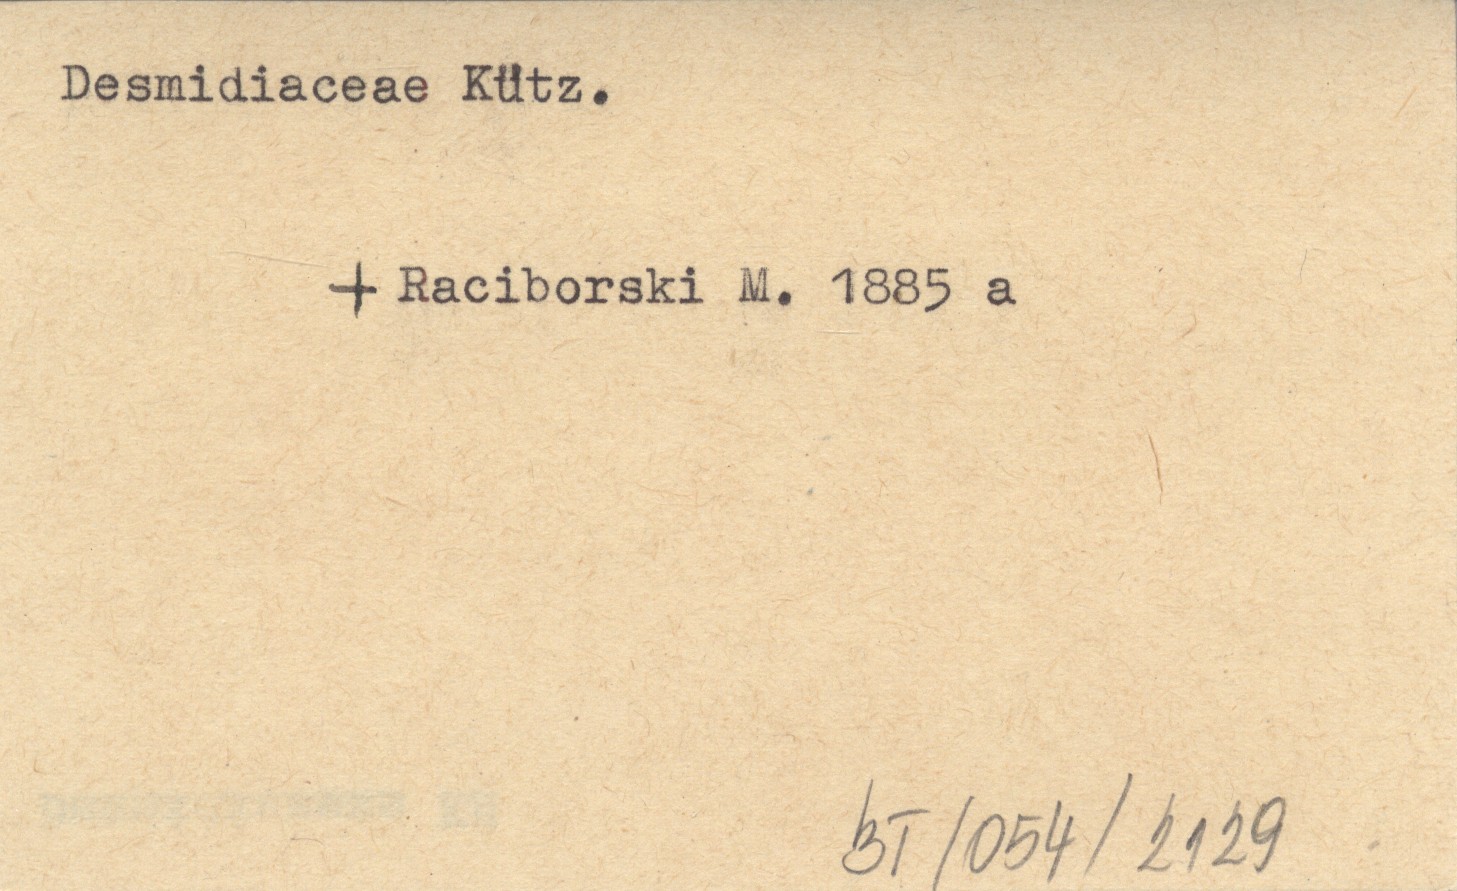 Desmidiaceae Kütz.
+ Raciborski M. 1885 a
BT/054/2129